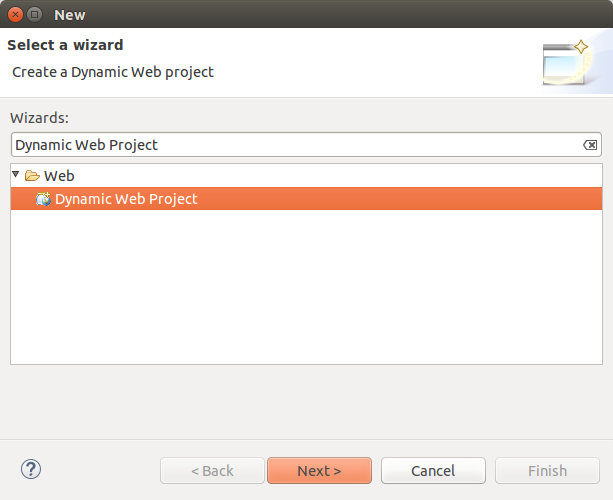 New
Select a wizard
Create a Dynamic Web project
Wizards:
Dynamic Web Project
Web
Dynamic Web Project
? < Back Next > Cancel Finish